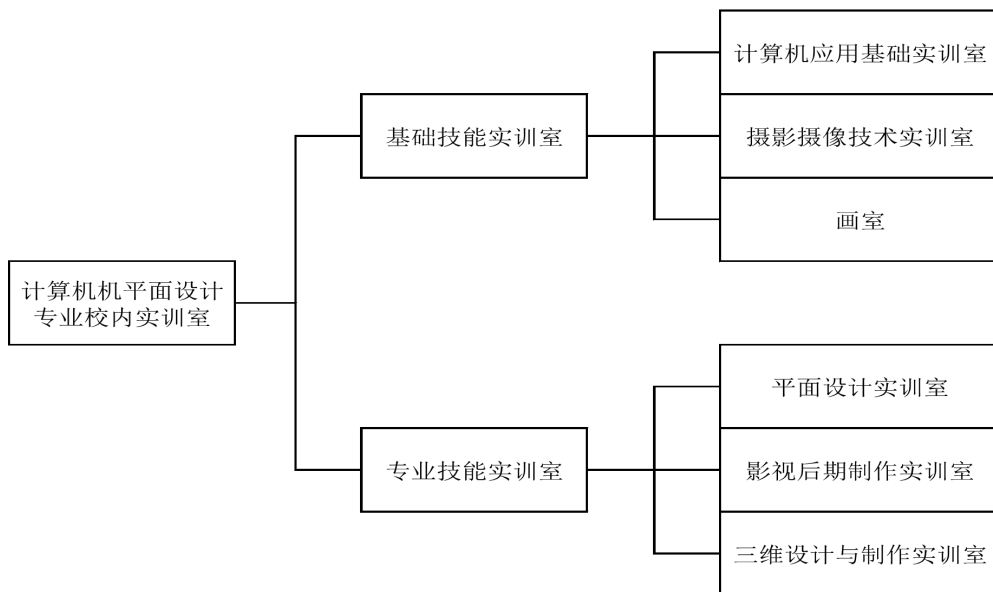 计算机应用基础实训室
基础技能实训室
摄影摄像技术实训室
画室
计算机机平面设计
专业校内实训室
平面设计实训室
专业技能实训室
影视后期制作实训室
三维设计与制作实训室